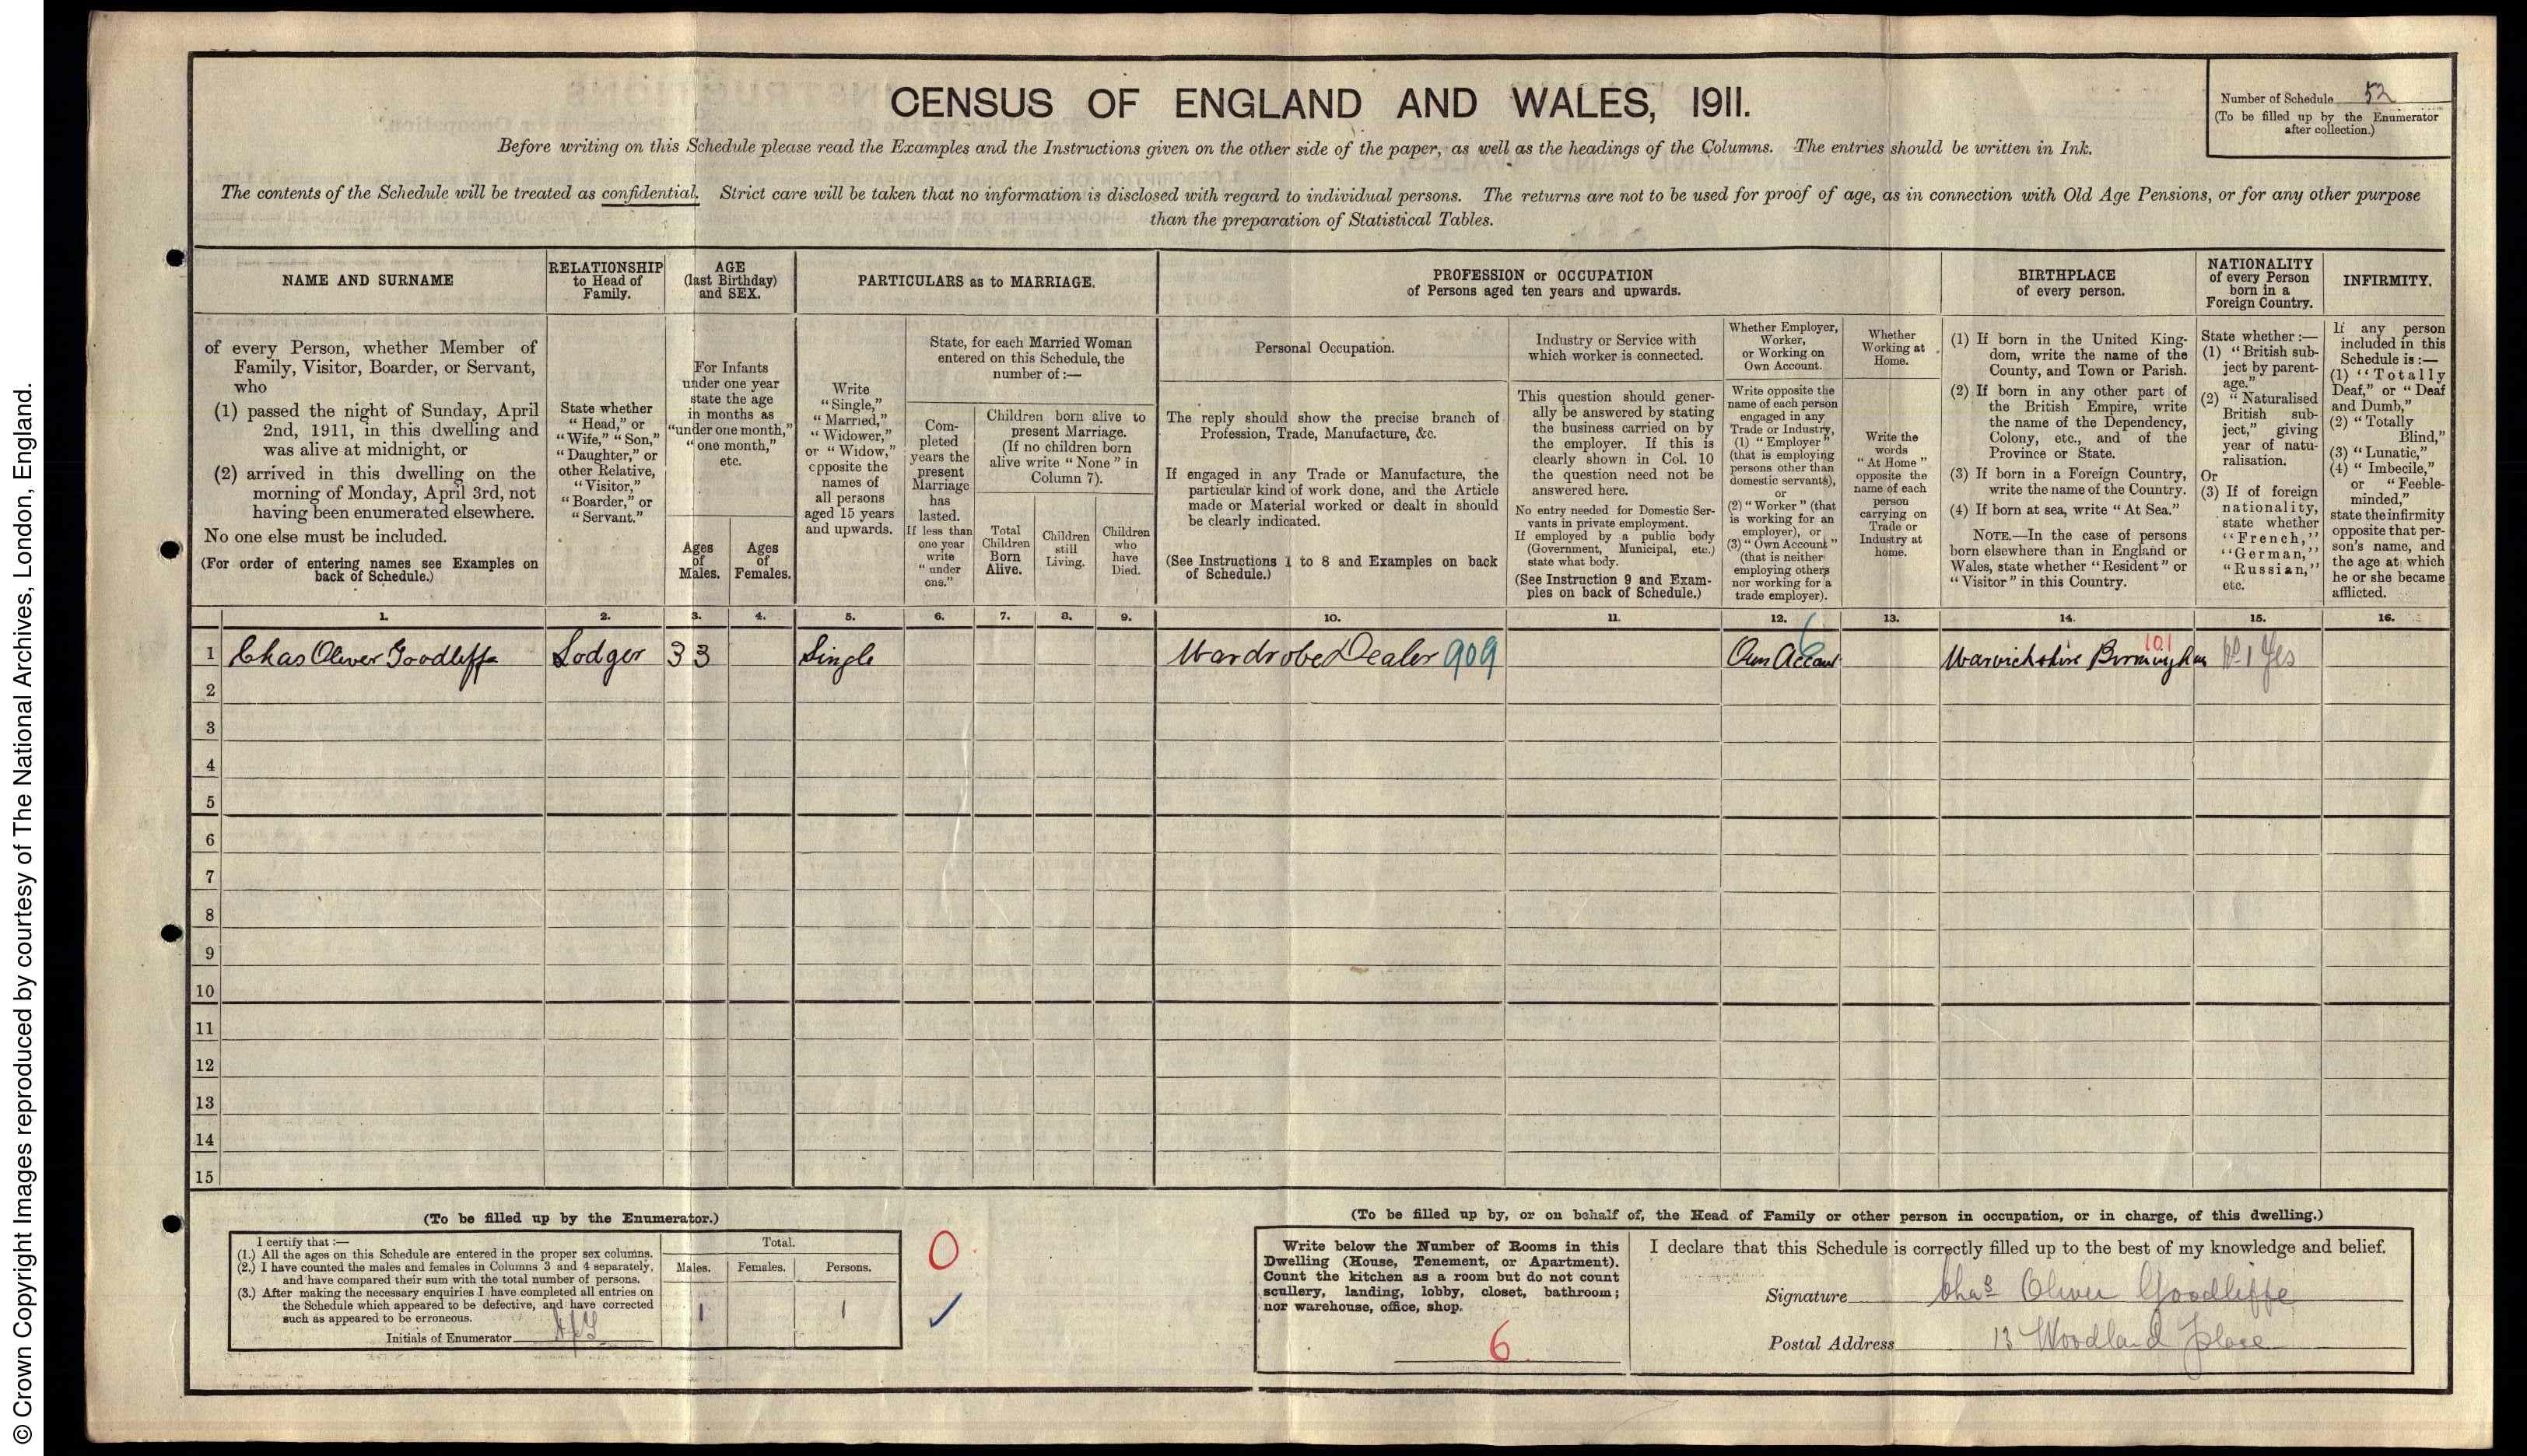 © Crown Copyright Images reproduced by courtesy of The National Archives, London, England.
CENSUS OF ENGLAND AND WALES, 1911.
Number of Schedule 52
(To be filled up by the Enumerator
after collection.)
Before writing on this Schedule please read the Examples and the Instructions given on the other side of the paper, as well as the headings of the Columns. The entries should be written in Ink.
The contents of the Schedule will be treated as confidential. Strict care will be taken that no information is disclosed with regard to individual persons. The returns are not to be used for proof of age, as in connection with Old Age Pensions, or for any other purpose
than the preparation of Statistical Tables.
NAME AND SURNAME
of every Person, whether Member of
Family, Visitor, Boarder, or Servant,
who
(1) passed the night of Sunday, April
2nd, 1911, in this dwelling and
was alive at midnight, or
(2) arrived in this dwelling on the
morning of Monday, April 3rd, not
having been enumerated elsewhere.
No one else must be included.
(For order of entering names see Examples on
back of Schedule.)
RELATIONSHIP
to Head of
Family.
State whether
"Head," or
"Wife," "Son,"
"Daughter," or
other Relative,
"Visitor,"
"Boarder," or
"Servant."
AGE
(last Birthday)
and SEX.
For Infants
under one year
state the age
in months as
"under one month,"
"one month,"
etc.
Ages
of
Males.
Ages
of
Females.
PARTICULARS as to MARRIAGE.
Write
"Single,"
"Married,"
"Widower,"
or "Widow,"
opposite the
names of
all persons
aged 15 years
and upwards.
State, for each Married Woman
entered on this Schedule, the
number of :—
Com-
pleted
years the
present
Marriage
has
lasted.
If less than
one year
write
"under
one."
Children born alive to
present Marriage.
(If no children born
alive write "None" in
Column 7).
Total
Children
Born
Alive.
Children
still
Living.
Children
who
have
Died.
PROFESSION or OCCUPATION
of Persons aged ten years and upwards.
Personal Occupation.
The reply should show the precise branch of
Profession, Trade, Manufacture, &c.
If engaged in any Trade or Manufacture, the
particular kind of work done, and the Article
made or Material worked or dealt in should
be clearly indicated.
(See Instructions 1 to 8 and Examples on back
of Schedule.)
Industry or Service with
which worker is connected.
This question should gener-
ally be answered by stating
the business carried on by
the employer. If this is
clearly shown in Col. 10
the question need not be
answered here.
No entry needed for Domestic Ser-
vants in private employment.
If employed by a public body
(Government, Municipal, etc.)
state what body.
(See Instruction 9 and Exam-
ples on back of Schedule.)
Whether Employer,
Worker,
or Working on
Own Account.
Write opposite the
name of each person
engaged in any
Trade or Industry,
(1) "Employer"
(that is employing
persons other than
domestic servants),
or
(2) "Worker" (that
is working for an
employer), or
(3) "Own Account"
(that is neither
employing others
nor working for a
trade employer).
Whether
Working at
Home.
Write the
words
"At Home"
opposite the
name of each
person
carrying on
Trade or
Industry at
home.
BIRTHPLACE
of every person.
(1) If born in the United King-
dom, write the name of the
County, and Town or Parish.
(2) If born in any other part of
the British Empire, write
the name of the Dependency,
Colony, etc., and of the
Province or State.
(3) If born in a Foreign Country,
write the name of the Country.
(4) If born at sea, write "At Sea."
NOTE.—In the case of persons
born elsewhere than in England or
Wales, state whether "Resident" or
"Visitor" in this Country.
NATIONALITY
of every Person
born in a
Foreign Country.
State whether :—
(1) "British sub-
ject by parent-
age."
(2) "Naturalised
British sub-
ject," giving
year of natu-
ralisation.
Or
(3) If of foreign
nationality,
state whether
"French,"
"German,"
"Russian,"
etc.
INFIRMITY.
If any person
included in this
Schedule is :—
(1) "Totally
Deaf," or "Deaf
and Dumb,"
(2) "Totally
Blind,"
(3) "Lunatic,"
(4) "Imbecile,"
or "Feeble-
minded,"
state the infirmity
opposite that per-
son's name, and
the age at which
he or she became
afflicted.
1. 2. 3. 4. 5. 6. 7. 8. 9. 10. 11. 12. 13. 14. 15. 16.
1 Chas Oliver Goodliffe Lodger 33 Single Wardrobe Dealer 909 Own Account Warwickshire Birmingham 101 Yes
2
3
4
5
6
7
8
9
10
11
12
13
14
15
(To be filled up by the Enumerator.)
I certify that :—
(1.) All the ages on this Schedule are entered in the proper sex columns.
(2.) I have counted the males and females in Columns 3 and 4 separately,
and have compared their sum with the total number of persons.
(3.) After making the necessary enquiries I have completed all entries on
the Schedule which appeared to be defective, and have corrected
such as appeared to be erroneous.
Initials of Enumerator
Total.
Males. Females. Persons.
1 1
0
(To be filled up by, or on behalf of, the Head of Family or other person in occupation, or in charge, of this dwelling.)
Write below the Number of Rooms in this
Dwelling (House, Tenement, or Apartment).
Count the kitchen as a room but do not count
scullery, landing, lobby, closet, bathroom;
nor warehouse, office, shop.
6
I declare that this Schedule is correctly filled up to the best of my knowledge and belief.
Signature Chas Oliver Goodliffe
Postal Address 13 Woodland Place